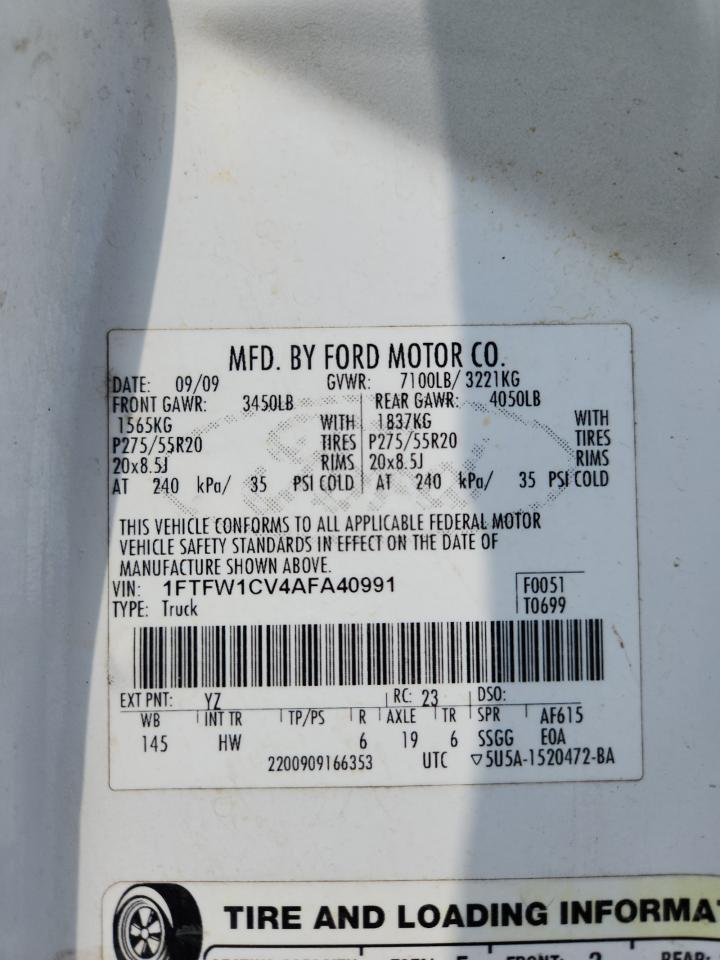 MFD. BY FORD MOTOR CO.
DATE: 09/09 GVWR: 7100LB/ 3221KG
FRONT GAWR: 3450LB REAR GAWR: 4050LB
1565KG WITH 1837KG WITH
P275/55R20 TIRES P275/55R20 TIRES
20x8.5J RIMS 20x8.5J RIMS
AT 240 kPa/ 35 PSI COLD AT 240 kPa/ 35 PSI COLD
THIS VEHICLE CONFORMS TO ALL APPLICABLE FEDERAL MOTOR
VEHICLE SAFETY STANDARDS IN EFFECT ON THE DATE OF
MANUFACTURE SHOWN ABOVE.
VIN: 1FTFW1CV4AFA40991 F0051
TYPE: Truck T0699
EXT PNT: YZ RC: 23 DSO:
WB INT TR TP/PS R AXLE TR SPR AF615
145 HW 6 19 6 SSGG E0A
2200909166353 UTC ▽5U5A-1520472-BA
TIRE AND LOADING INFORMA